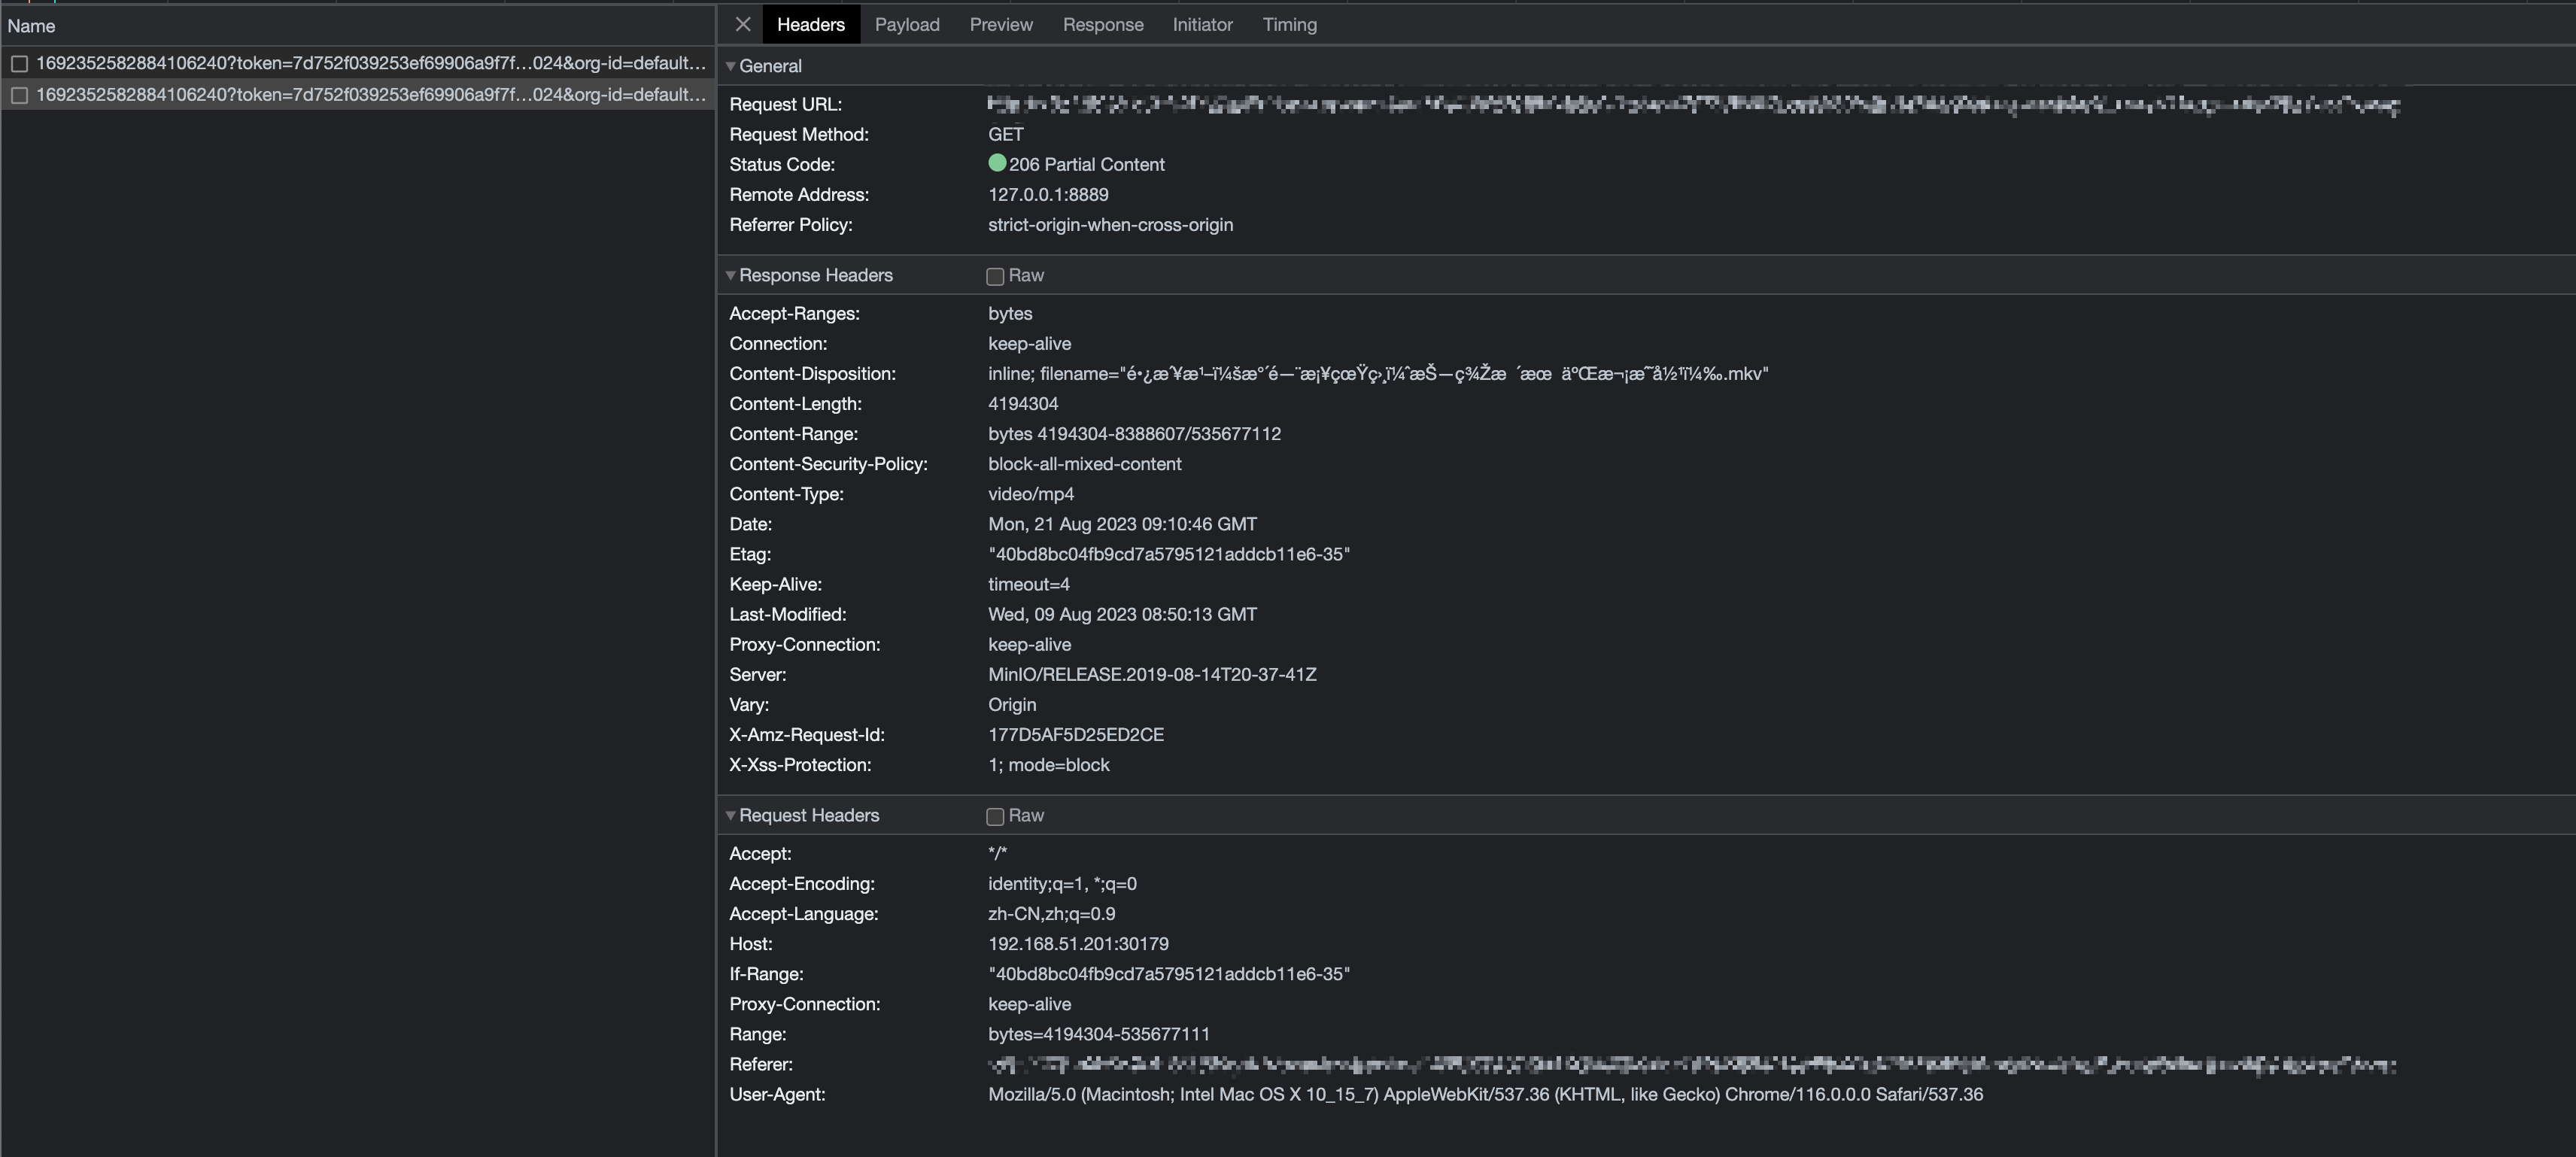 Name
1692352582884106240?token=7d752f039253ef69906a9f7f...024&org-id=default...
1692352582884106240?token=7d752f039253ef69906a9f7f...024&org-id=default...
Headers Payload Preview Response Initiator Timing
General
Request URL:
Request Method: GET
Status Code: 206 Partial Content
Remote Address: 127.0.0.1:8889
Referrer Policy: strict-origin-when-cross-origin
Response Headers Raw
Accept-Ranges: bytes
Connection: keep-alive
Content-Disposition: inline; filename="é•¿æ´¥æ¹–ï¼šæ°´é—¨æ¡¥çœŸç›¸ï¼ˆæŠ—ç¾Žæ ´æœ äºŒæ¬¡æˆ˜å½¹ï¼‰.mkv"
Content-Length: 4194304
Content-Range: bytes 4194304-8388607/535677112
Content-Security-Policy: block-all-mixed-content
Content-Type: video/mp4
Date: Mon, 21 Aug 2023 09:10:46 GMT
Etag: "40bd8bc04fb9cd7a5795121addcb11e6-35"
Keep-Alive: timeout=4
Last-Modified: Wed, 09 Aug 2023 08:50:13 GMT
Proxy-Connection: keep-alive
Server: MinIO/RELEASE.2019-08-14T20-37-41Z
Vary: Origin
X-Amz-Request-Id: 177D5AF5D25ED2CE
X-Xss-Protection: 1; mode=block
Request Headers Raw
Accept: */*
Accept-Encoding: identity;q=1, *;q=0
Accept-Language: zh-CN,zh;q=0.9
Host: 192.168.51.201:30179
If-Range: "40bd8bc04fb9cd7a5795121addcb11e6-35"
Proxy-Connection: keep-alive
Range: bytes=4194304-535677111
Referer:
User-Agent: Mozilla/5.0 (Macintosh; Intel Mac OS X 10_15_7) AppleWebKit/537.36 (KHTML, like Gecko) Chrome/116.0.0.0 Safari/537.36